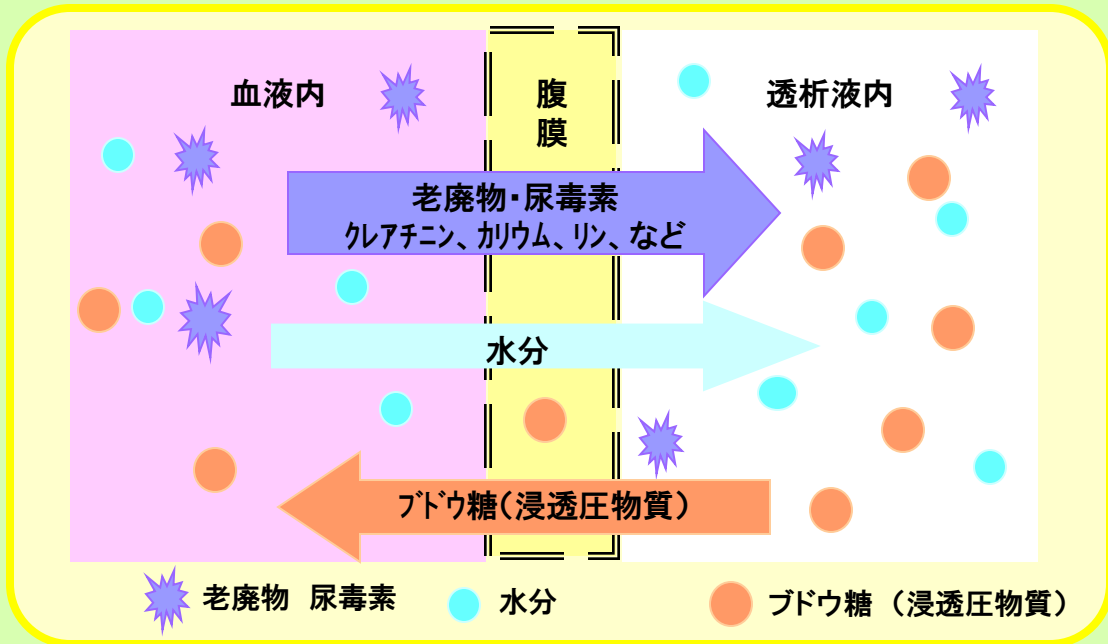 血液内
腹
膜
透析液内
老廃物・尿毒素
ｸﾚｱﾁﾆﾝ、ｶﾘｳﾑ、ﾘﾝ、など
水分
ﾌﾞﾄﾞｳ糖（浸透圧物質）
老廃物　尿毒素
水分
ブドウ糖　（浸透圧物質）